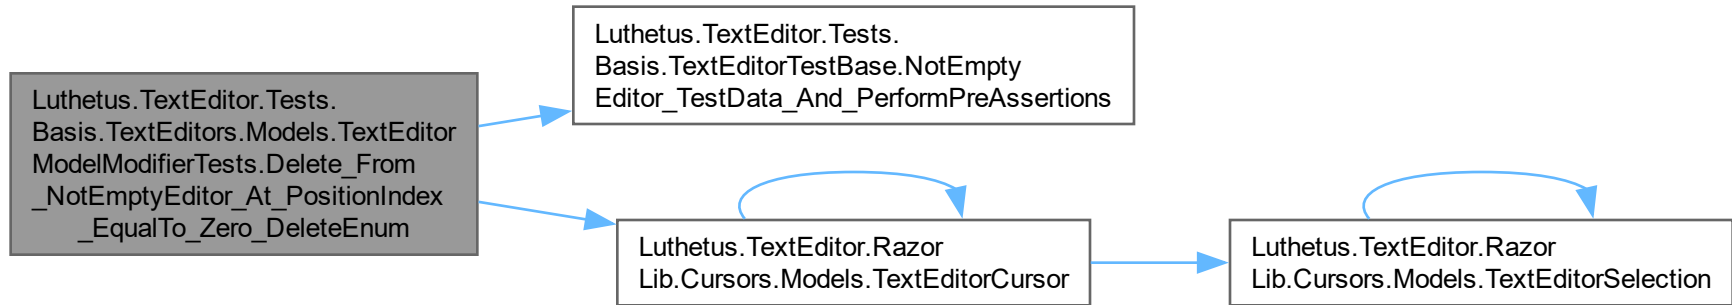 Luthetus.TextEditor.Tests.
Basis.TextEditors.Models.TextEditor
ModelModifierTests.Delete_From
_NotEmptyEditor_At_PositionIndex
_EqualTo_Zero_DeleteEnum
Luthetus.TextEditor.Tests.
Basis.TextEditorTestBase.NotEmpty
Editor_TestData_And_PerformPreAssertions
Luthetus.TextEditor.Razor
Lib.Cursors.Models.TextEditorCursor
Luthetus.TextEditor.Razor
Lib.Cursors.Models.TextEditorSelection